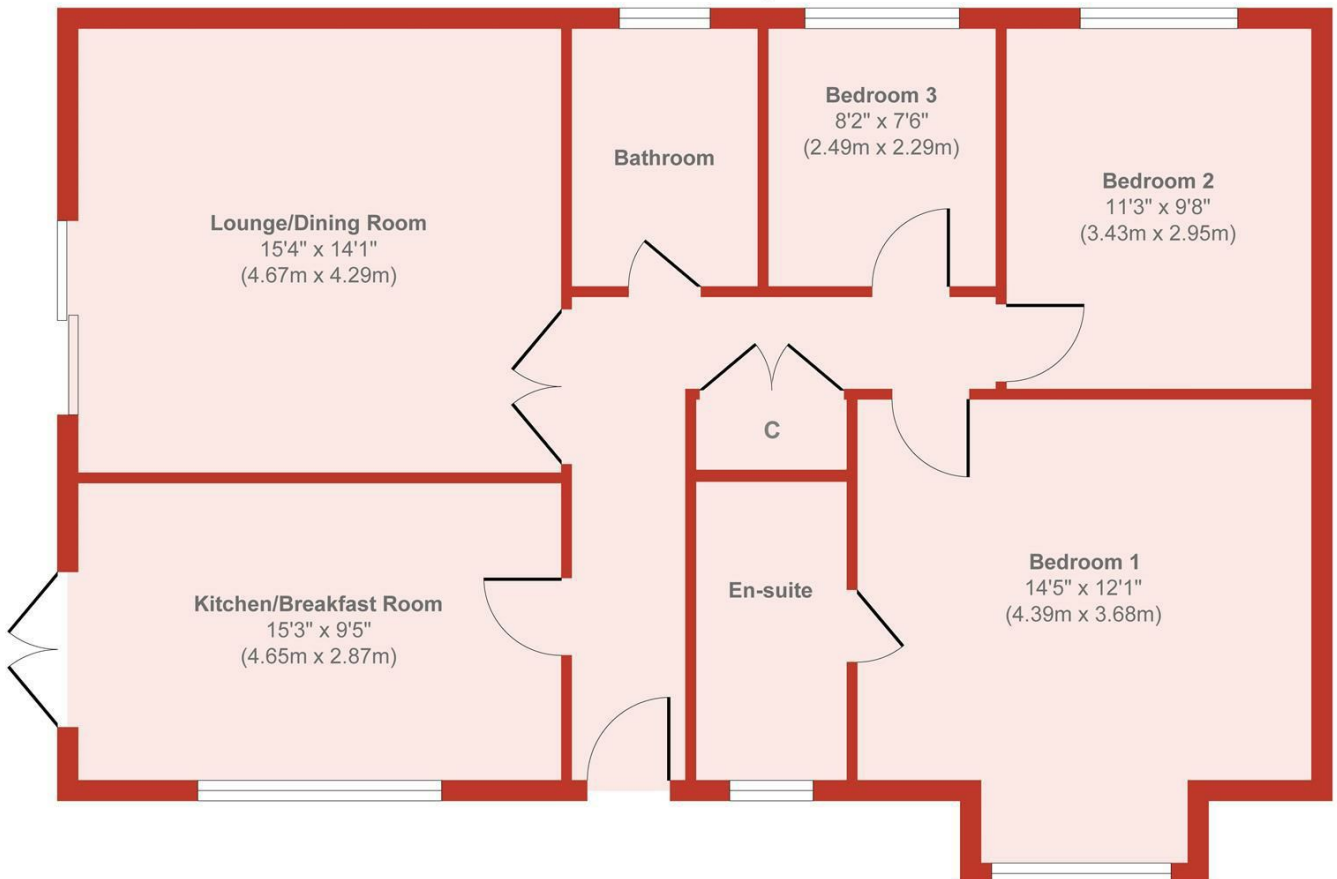 Lounge/Dining Room
15'4" x 14'1"
(4.67m x 4.29m)
Bathroom
Bedroom 3
8'2" x 7'6"
(2.49m x 2.29m)
Bedroom 2
11'3" x 9'8"
(3.43m x 2.95m)
C
Kitchen/Breakfast Room
15'3" x 9'5"
(4.65m x 2.87m)
En-suite
Bedroom 1
14'5" x 12'1"
(4.39m x 3.68m)